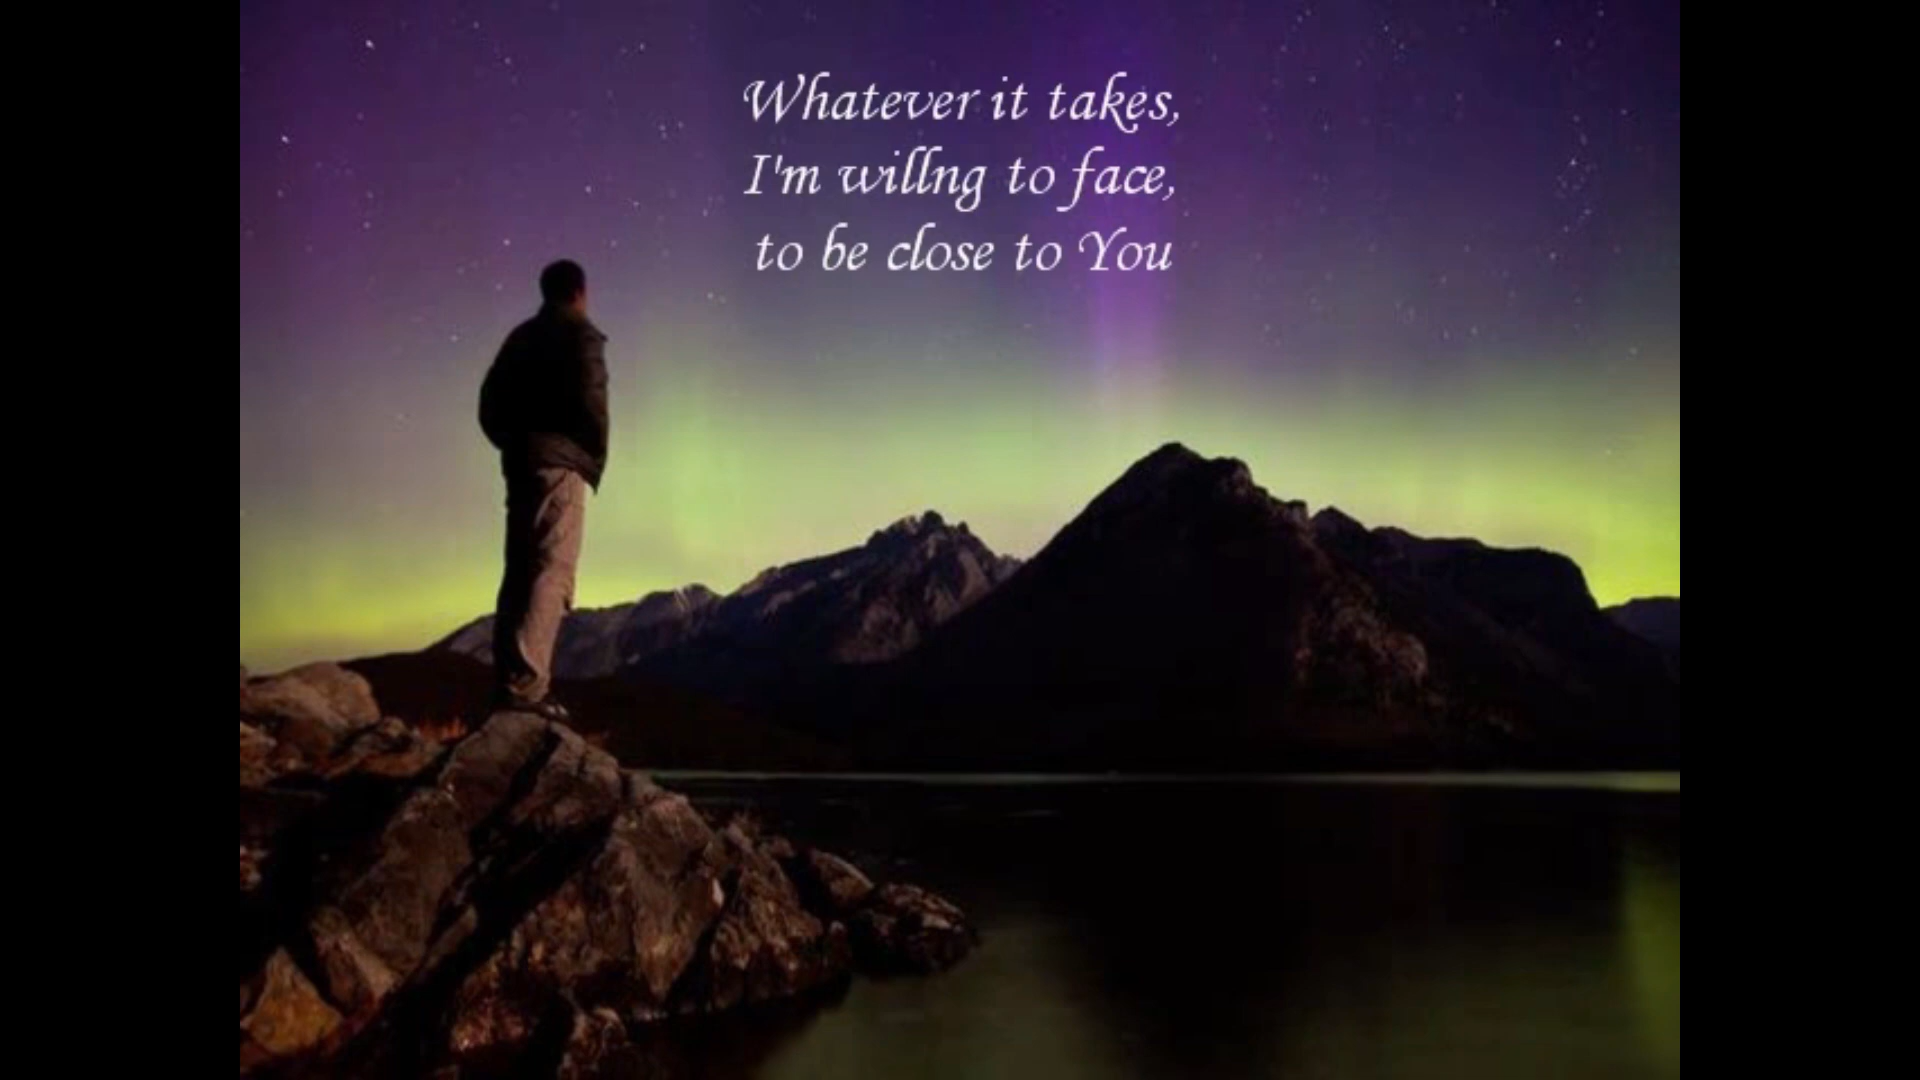 Whatever it takes,
I'm willng to face,
to be close to You